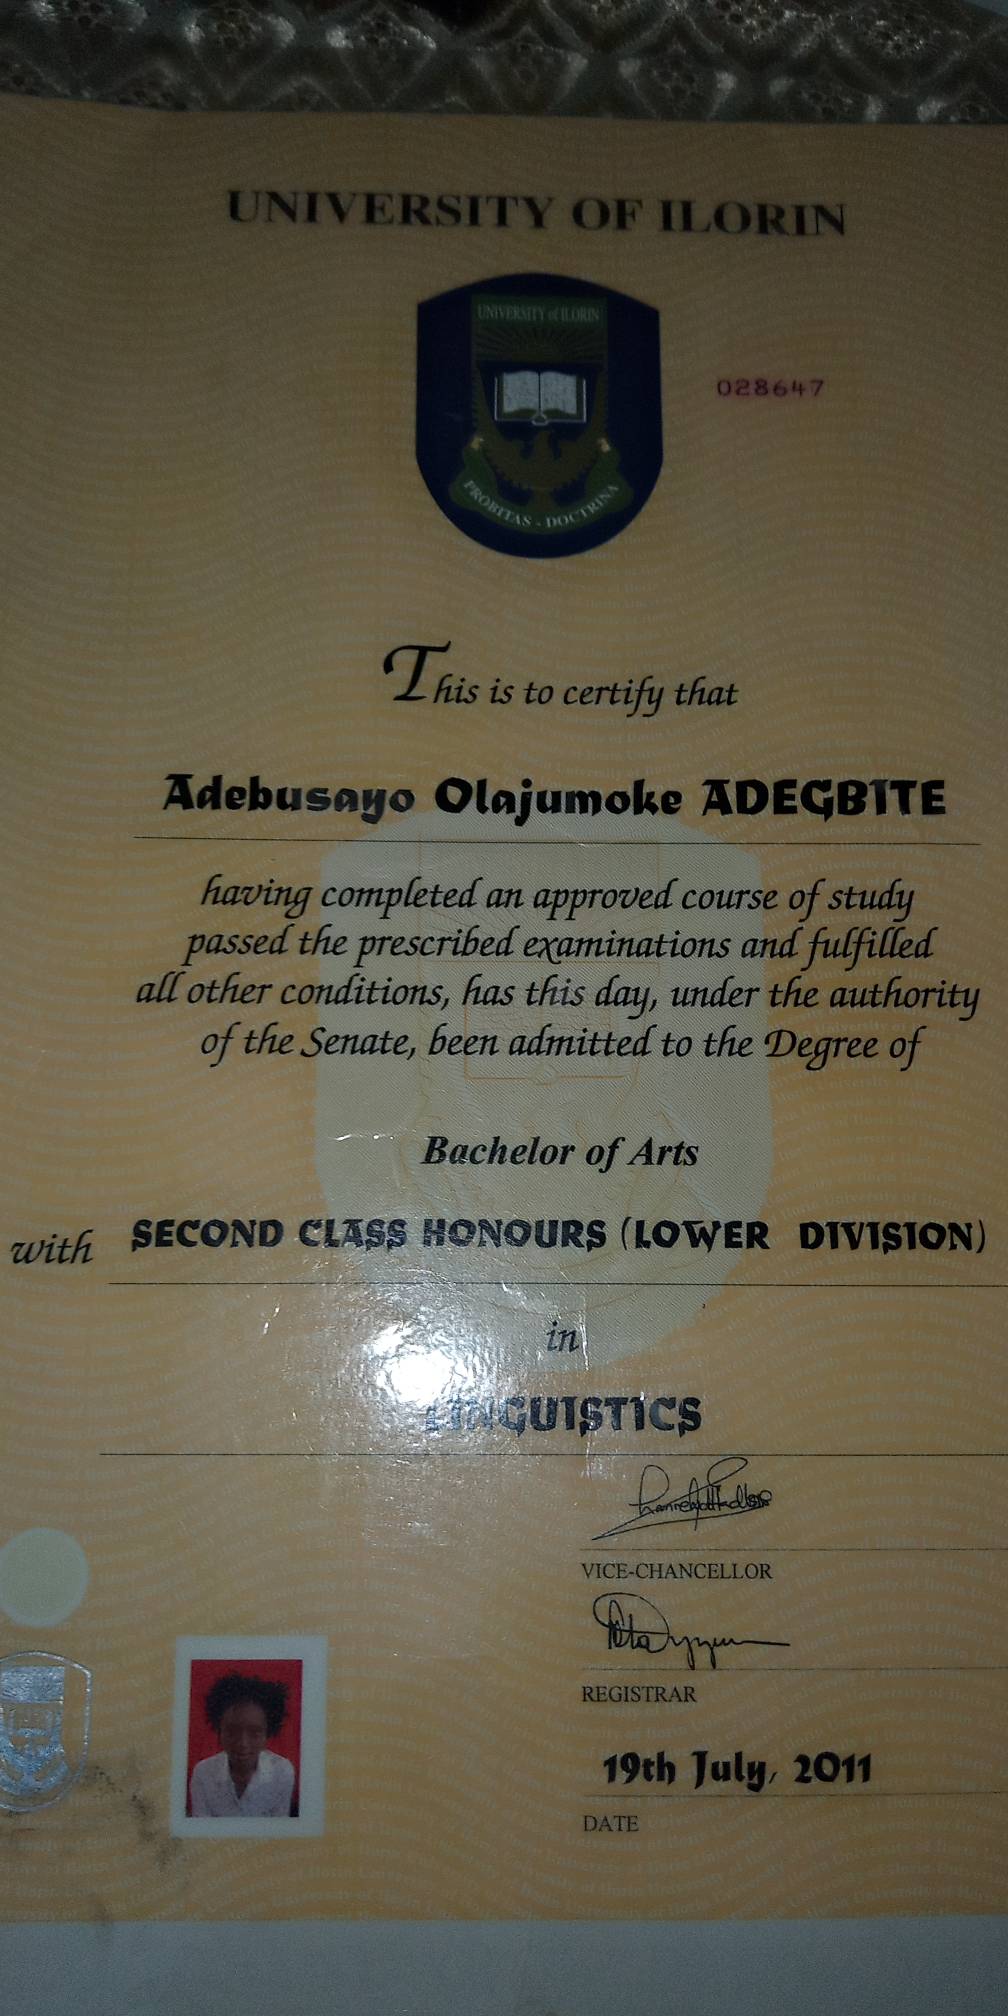 UNIVERSITY OF ILORIN
UNIVERSITY of ILORIN
028647
PROBITAS - DOCTRINA
This is to certify that
Adebusayo Olajumoke ADEGBITE
having completed an approved course of study
passed the prescribed examinations and fulfilled
all other conditions, has this day, under the authority
of the Senate, been admitted to the Degree of
Bachelor of Arts
with SECOND CLASS HONOURS (LOWER DIVISION)
in
LINGUISTICS
VICE-CHANCELLOR
REGISTRAR
19th July, 2011
DATE